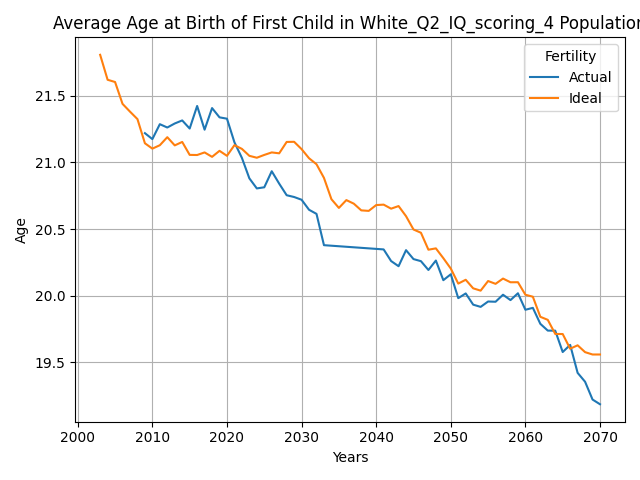 Average Age at Birth of First Child in White_Q2_IQ_scoring_4 Population
Fertility
Actual
Ideal
Age
21.5
21.0
20.5
20.0
19.5
2000 2010 2020 2030 2040 2050 2060 2070
Years